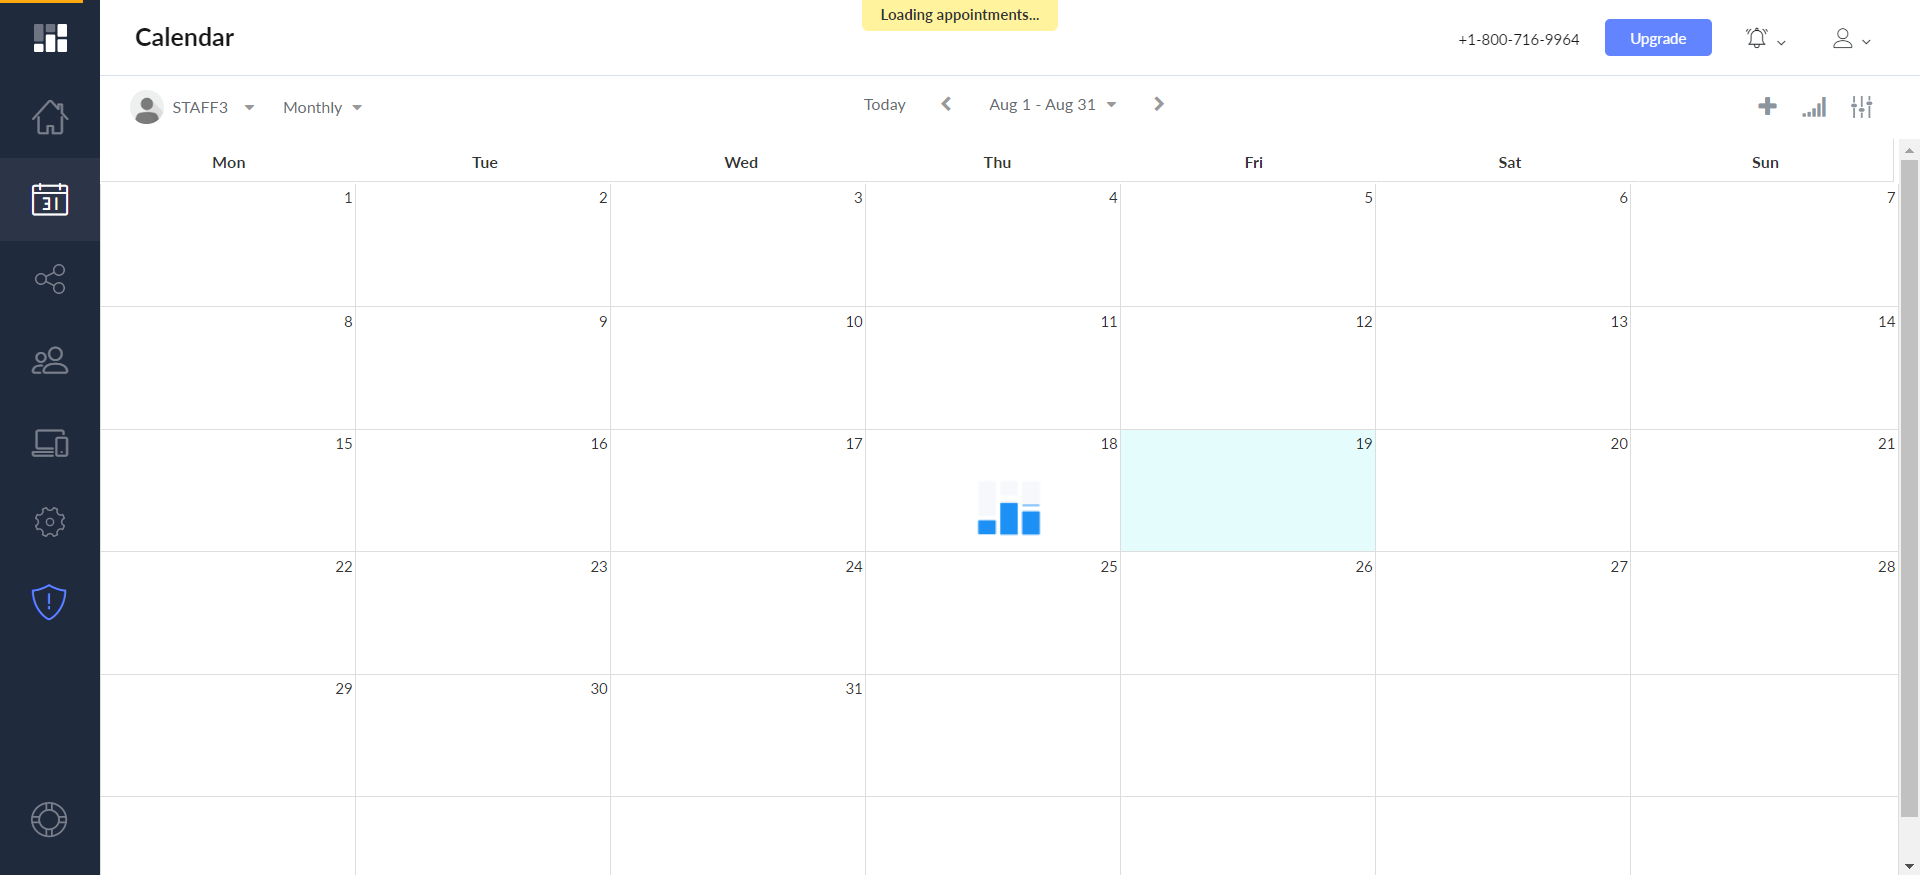 Loading appointments...
Calendar
+1-800-716-9964
Upgrade
STAFF3
Monthly
Today
Aug 1 - Aug 31
Mon Tue Wed Thu Fri Sat Sun
1 2 3 4 5 6 7
31
8 9 10 11 12 13 14
15 16 17 18 19 20 21
22 23 24 25 26 27 28
29 30 31